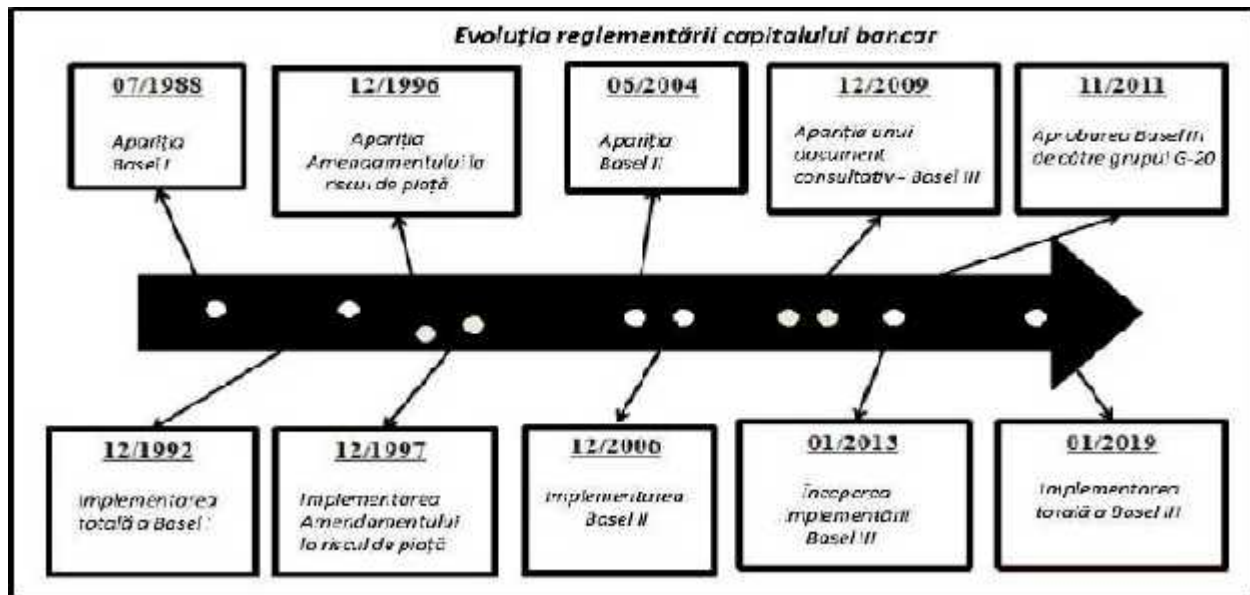 Evoluția reglementării capitalului bancar
07/1988
Apariția
Basel I
12/1996
Apariția
Amendamentului la
riscul de piață
06/2004
Apariția
Basel II
12/2009
Apariția unui
document
consultativ - Basel III
11/2011
Aprobarea Basel III
de către grupul G-20
12/1992
Implementarea
totală a Basel I
12/1997
Implementarea
Amendamentului
la riscul de piață
12/2006
Implementarea
Basel II
01/2013
Începerea
implementării
Basel III
01/2019
Implementarea
totală a Basel III